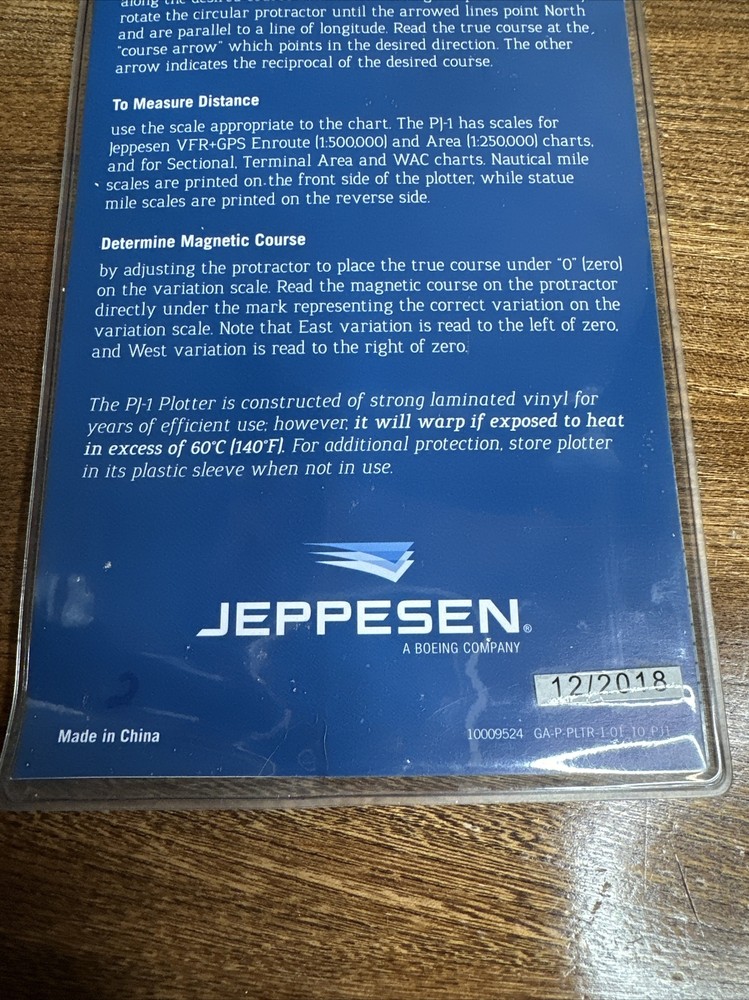 along the desired
rotate the circular protractor until the arrowed lines point North
and are parallel to a line of longitude. Read the true course at the
"course arrow" which points in the desired direction. The other
arrow indicates the reciprocal of the desired course.
To Measure Distance
use the scale appropriate to the chart. The PJ-1 has scales for
Jeppesen VFR+GPS Enroute (1:500,000) and Area (1:250,000) charts,
and for Sectional, Terminal Area and WAC charts. Nautical mile
scales are printed on the front side of the plotter, while statue
mile scales are printed on the reverse side.
Determine Magnetic Course
by adjusting the protractor to place the true course under "0" (zero)
on the variation scale. Read the magnetic course on the protractor
directly under the mark representing the correct variation on the
variation scale. Note that East variation is read to the left of zero,
and West variation is read to the right of zero.
The PJ-1 Plotter is constructed of strong laminated vinyl for
years of efficient use; however, it will warp if exposed to heat
in excess of 60°C (140°F). For additional protection, store plotter
in its plastic sleeve when not in use.
JEPPESEN®
A BOEING COMPANY
12/2018
Made in China
10009524 GA-P-PLTR-1-01_TO_PJ1